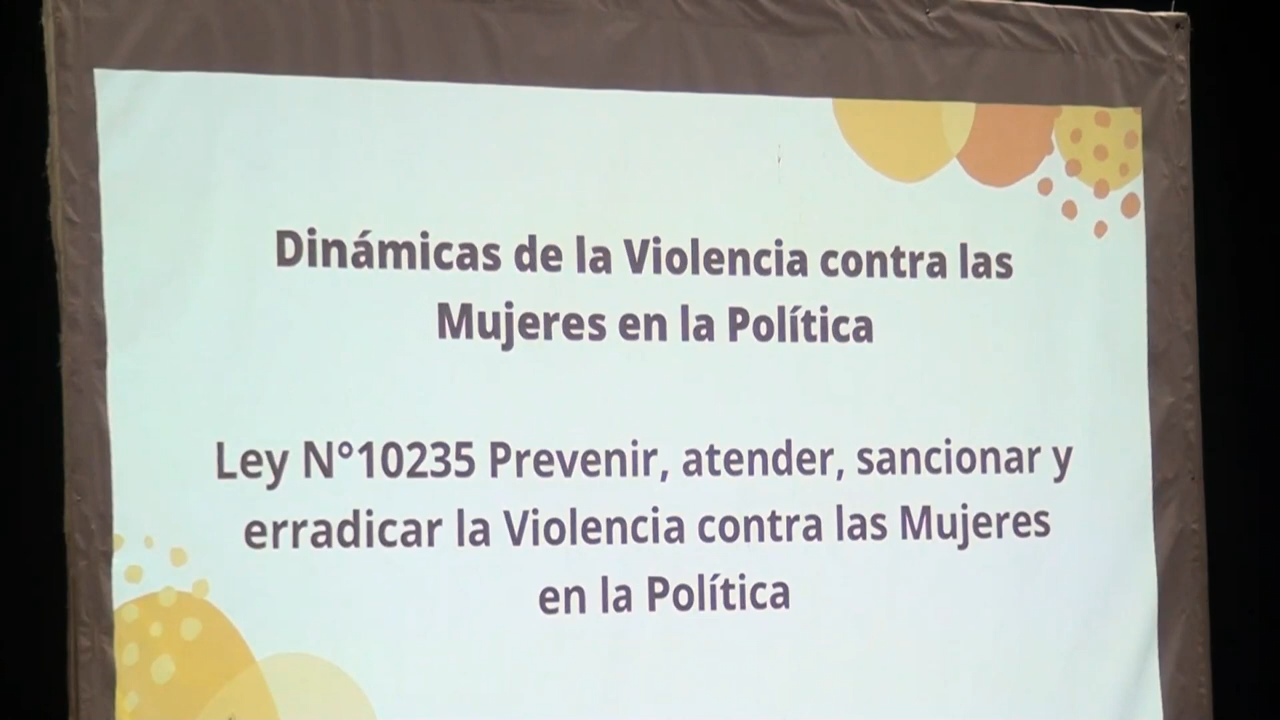 Dinámicas de la Violencia contra las
Mujeres en la Política
Ley N°10235 Prevenir, atender, sancionar y
erradicar la Violencia contra las Mujeres
en la Política